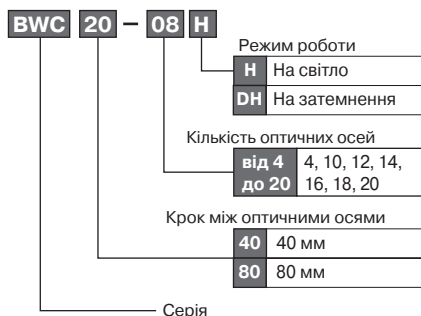 BWC 20 – 08 H
Режим роботи
H На світло
DH На затемнення
Кількість оптичних осей
від 4 4, 10, 12, 14,
до 20 16, 18, 20
Крок між оптичними осями
40 40 мм
80 80 мм
Серія